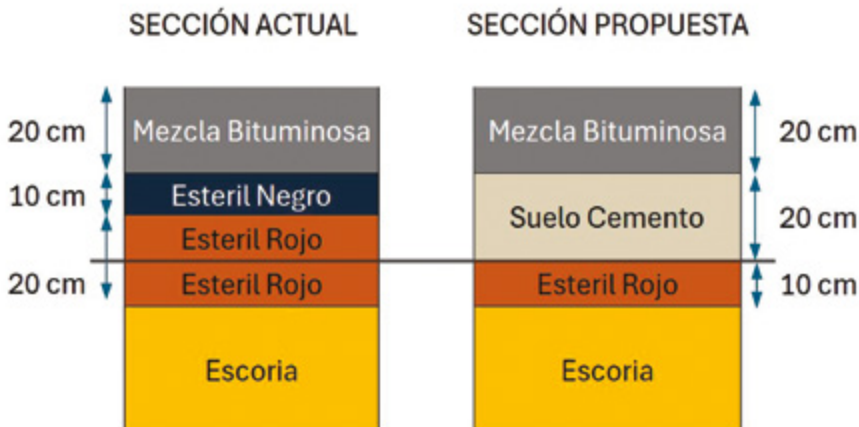 SECCIÓN ACTUAL
SECCIÓN PROPUESTA
20 cm
Mezcla Bituminosa
10 cm
Esteril Negro
Esteril Rojo
20 cm
Esteril Rojo
Escoria
Mezcla Bituminosa
20 cm
Suelo Cemento
20 cm
Esteril Rojo
10 cm
Escoria